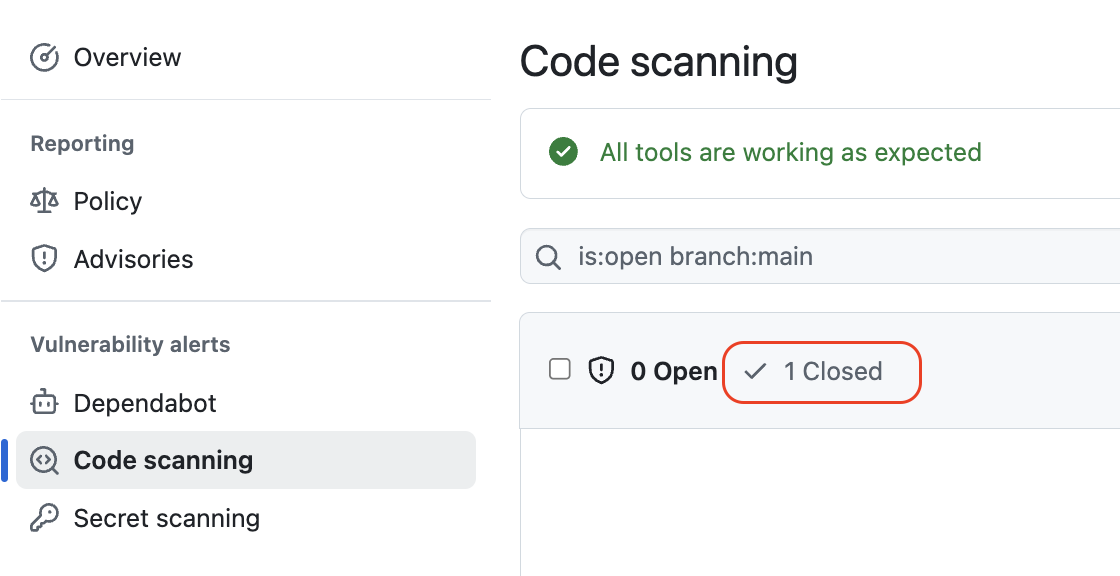 Overview
Reporting
Policy
Advisories
Vulnerability alerts
Dependabot
Code scanning
Secret scanning
Code scanning
All tools are working as expected
is:open branch:main
0 Open 1 Closed